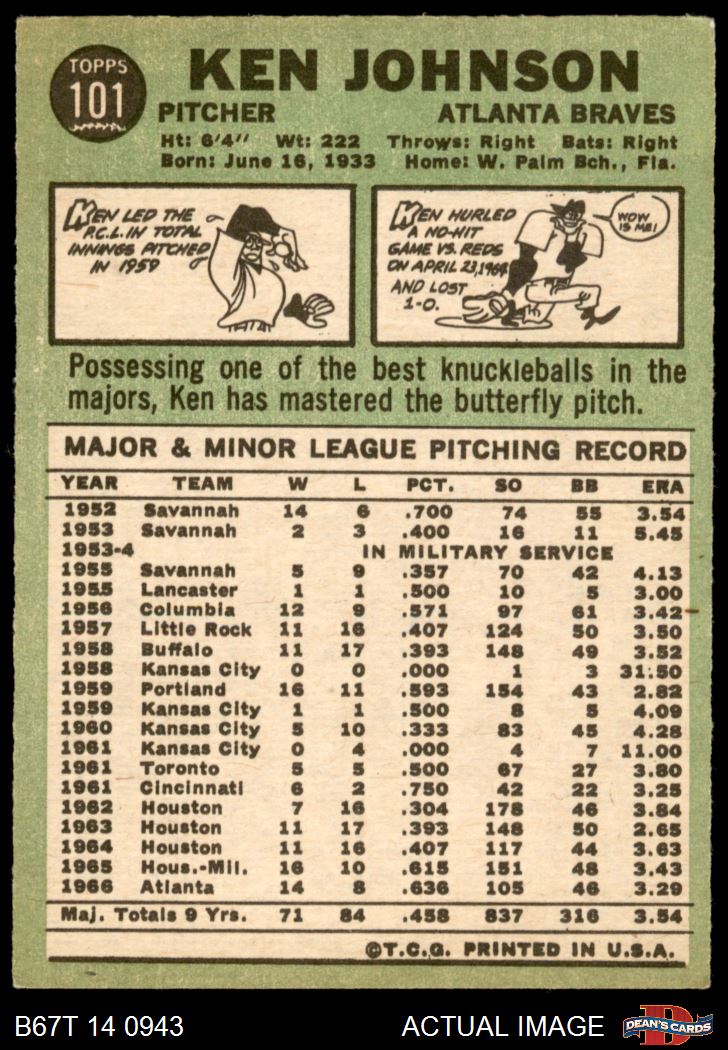 TOPPS
101
KEN JOHNSON
PITCHER ATLANTA BRAVES
Ht: 6'4" Wt: 222 Throws: Right Bats: Right
Born: June 16, 1933 Home: W. Palm Bch., Fla.
KEN LED THE
P.C.L. IN TOTAL
INNINGS PITCHED
IN 1959
KEN HURLED
A NO-HIT
GAME VS. REDS
ON APRIL 23, 1964
AND LOST
1-0.
WOW
IS ME!
Possessing one of the best knuckleballs in the
majors, Ken has mastered the butterfly pitch.
MAJOR & MINOR LEAGUE PITCHING RECORD
YEAR TEAM W L PCT. SO BB ERA
1952 Savannah 14 6 .700 74 55 3.54
1953 Savannah 2 3 .400 16 11 5.45
1953-4 IN MILITARY SERVICE
1955 Savannah 5 9 .357 70 42 4.13
1955 Lancaster 1 1 .500 10 5 3.00
1956 Columbia 12 9 .571 97 61 3.42
1957 Little Rock 11 16 .407 124 50 3.50
1958 Buffalo 11 17 .393 148 49 3.52
1958 Kansas City 0 0 .000 1 3 31.50
1959 Portland 16 11 .593 154 43 2.82
1959 Kansas City 1 1 .500 8 5 4.09
1960 Kansas City 5 10 .333 83 45 4.28
1961 Kansas City 0 4 .000 4 7 11.00
1961 Toronto 5 5 .500 67 27 3.80
1961 Cincinnati 6 2 .750 42 22 3.25
1962 Houston 7 16 .304 178 46 3.84
1963 Houston 11 17 .393 148 50 2.65
1964 Houston 11 16 .407 117 44 3.63
1965 Hous.-Mil. 16 10 .615 151 48 3.43
1966 Atlanta 14 8 .636 105 46 3.29
Maj. Totals 9 Yrs. 71 84 .458 837 316 3.54
©T.C.G. PRINTED IN U.S.A.
B67T 14 0943 ACTUAL IMAGE
D
DEAN'S CARDS